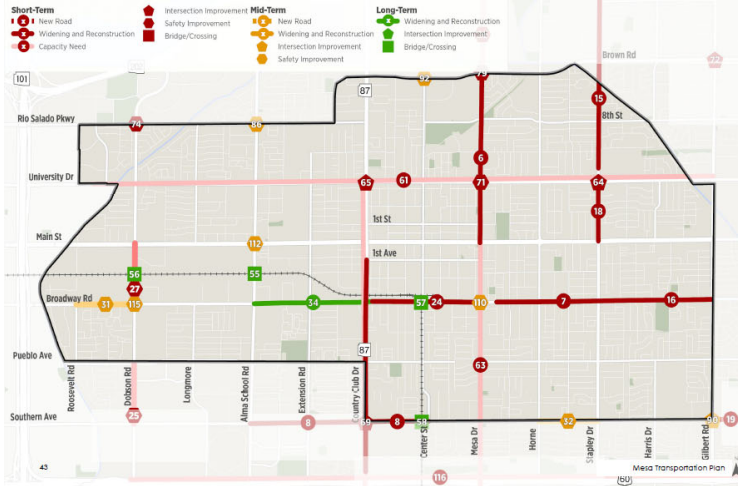 Short-Term
New Road
Widening and Reconstruction
Capacity Need
Intersection Improvement
Safety Improvement
Bridge/Crossing
Mid-Term
New Road
Widening and Reconstruction
Intersection Improvement
Safety Improvement
Long-Term
Widening and Reconstruction
Intersection Improvement
Bridge/Crossing
101
92
79
87
Brown Rd
22
15
Rio Salado Pkwy
74
86
8th St
6
University Dr
65
61
71
64
18
1st St
Main St
112
1st Ave
56
55
27
Broadway Rd
31
115
34
57
24
110
7
16
87
Pueblo Ave
63
Roosevelt Rd
Dobson Rd
Longmore
Alma School Rd
Extension Rd
Country Club Dr
Southern Ave
25
8
59
8
58
32
19
Center St
Mesa Dr
Horne
Stapley Dr
Harris Dr
Gilbert Rd
43
116
60
Mesa Transportation Plan